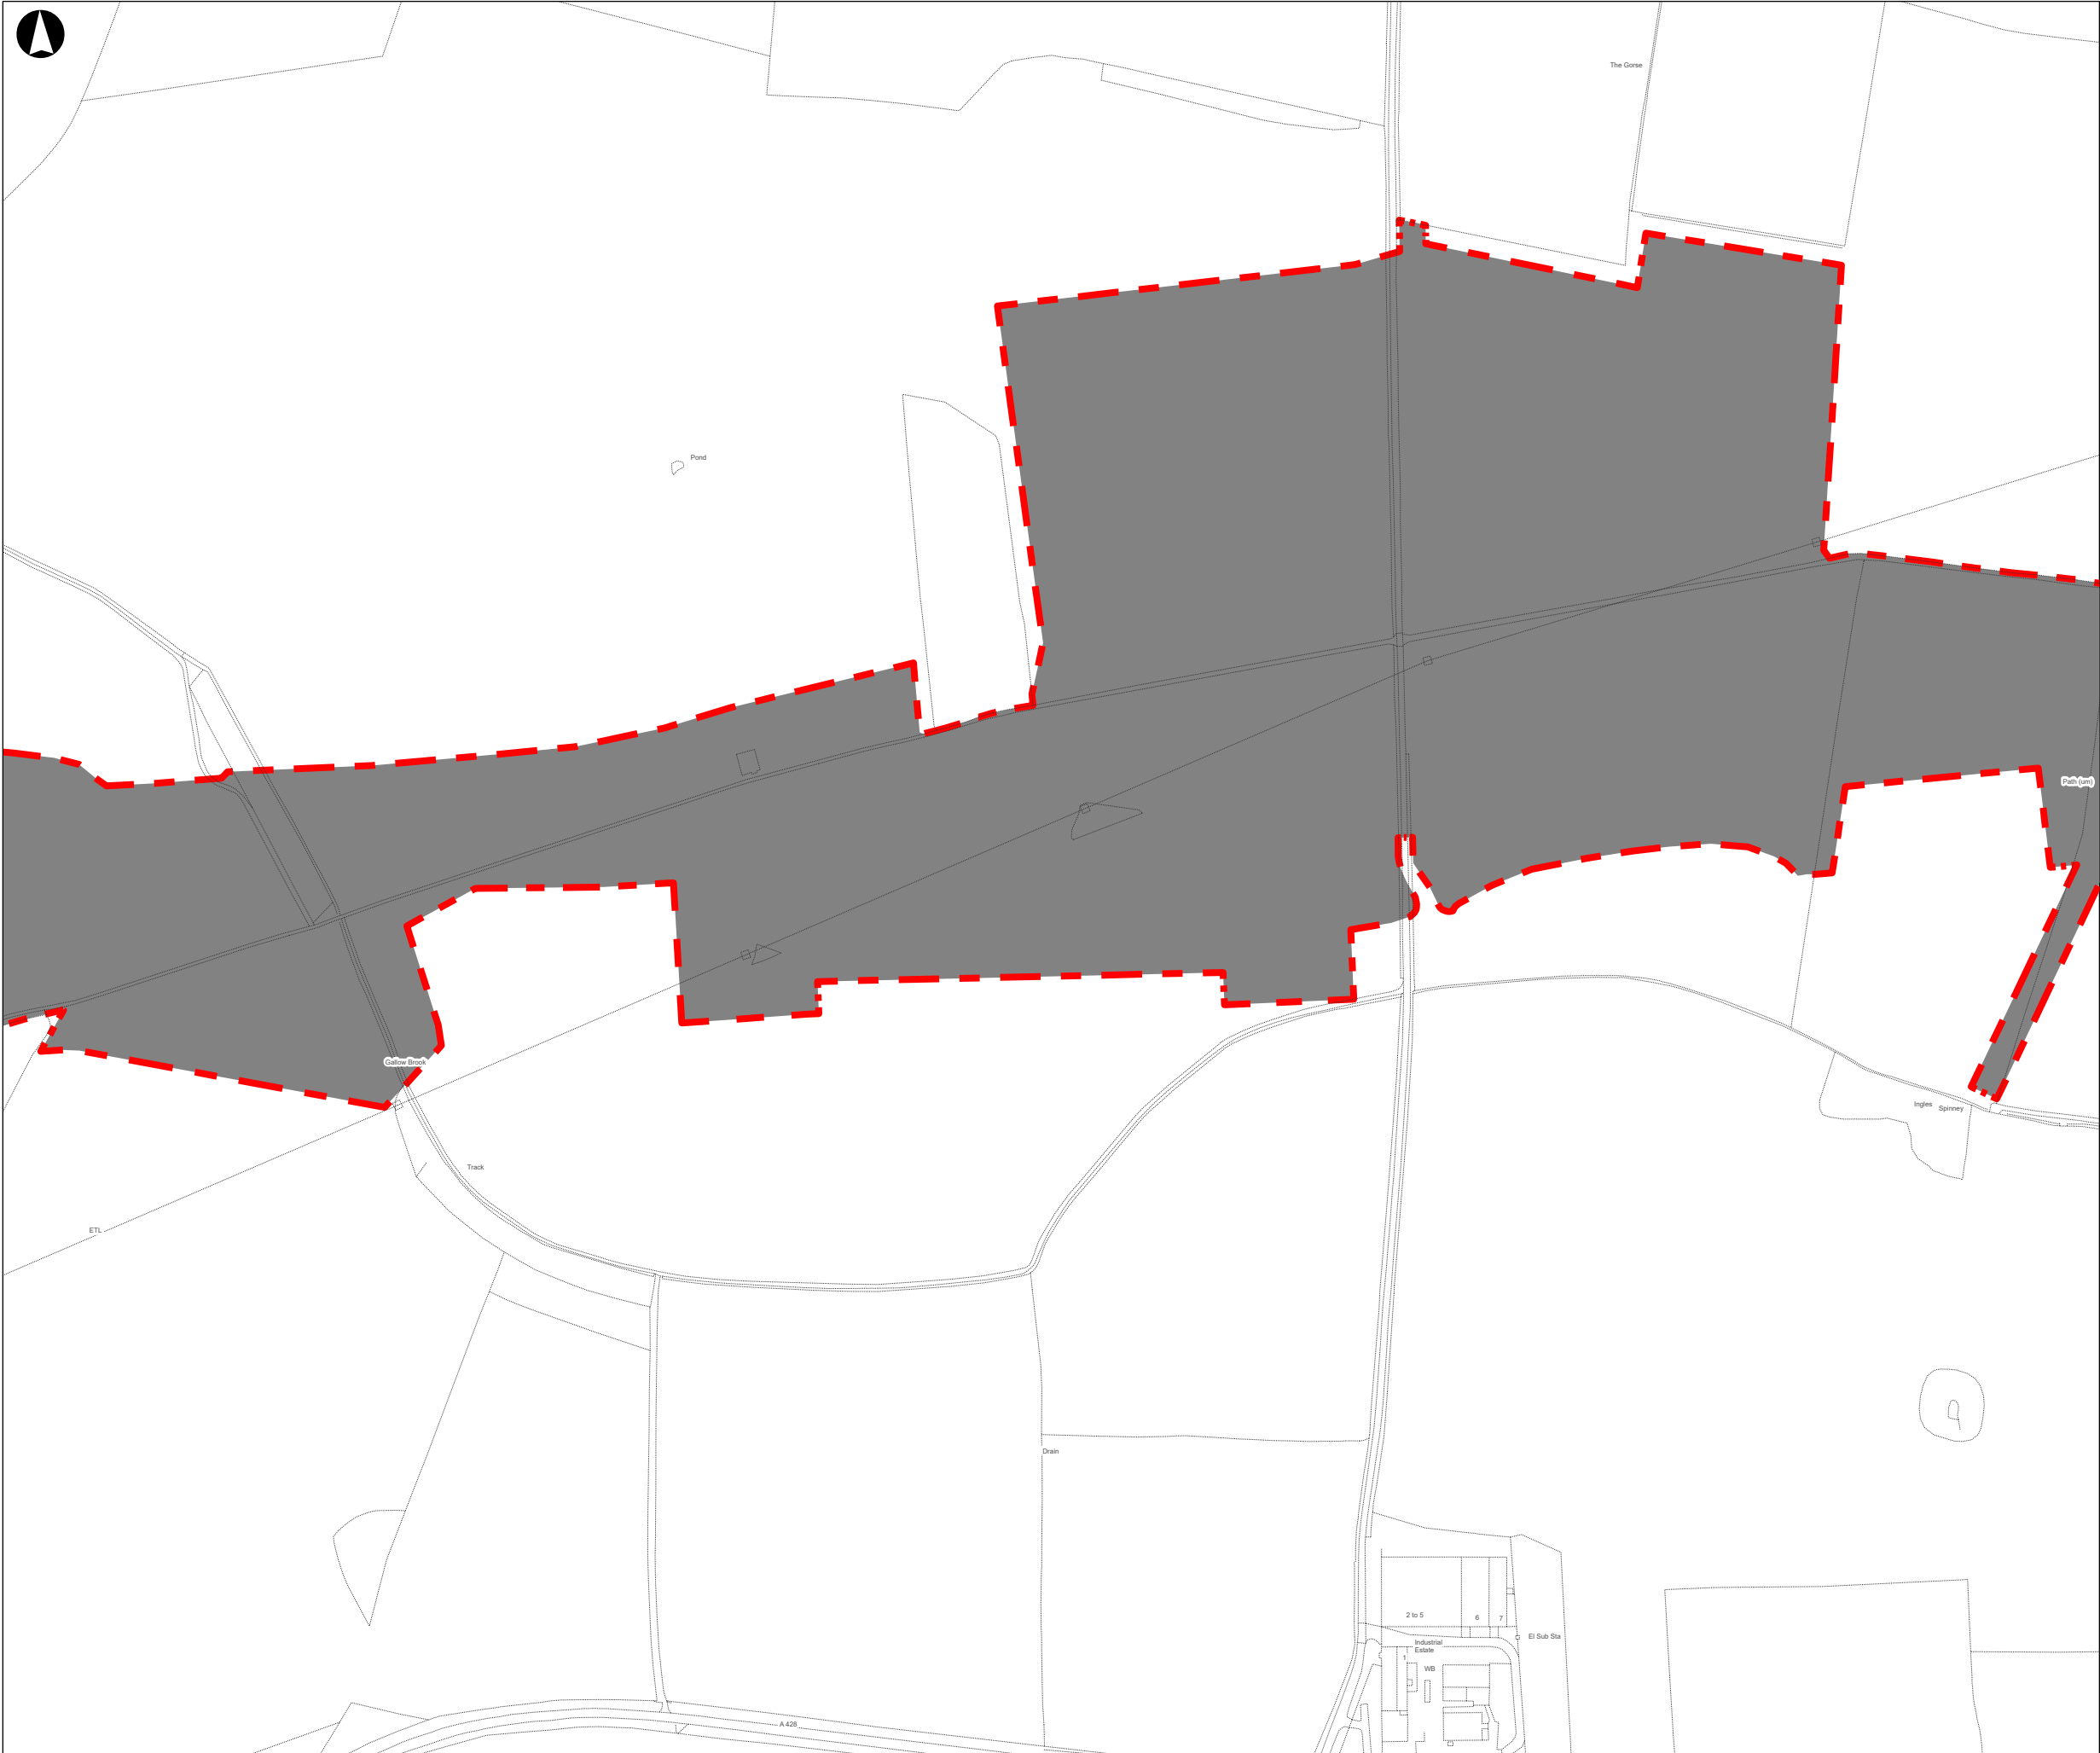 The Gorse
Pond
Path (um)
Gallow Brook
Ingles
Spinney
Track
ETL
Drain
2 to 5
6
7
El Sub Sta
Industrial
Estate
1
WB
A 428